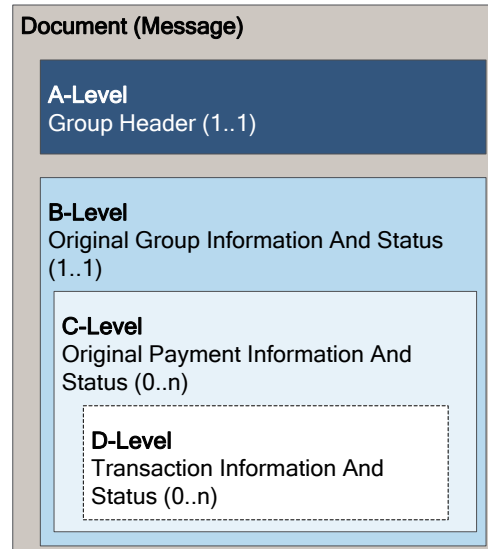 Document (Message)
A-Level
Group Header (1..1)
B-Level
Original Group Information And Status
(1..1)
C-Level
Original Payment Information And
Status (0..n)
D-Level
Transaction Information And
Status (0..n)